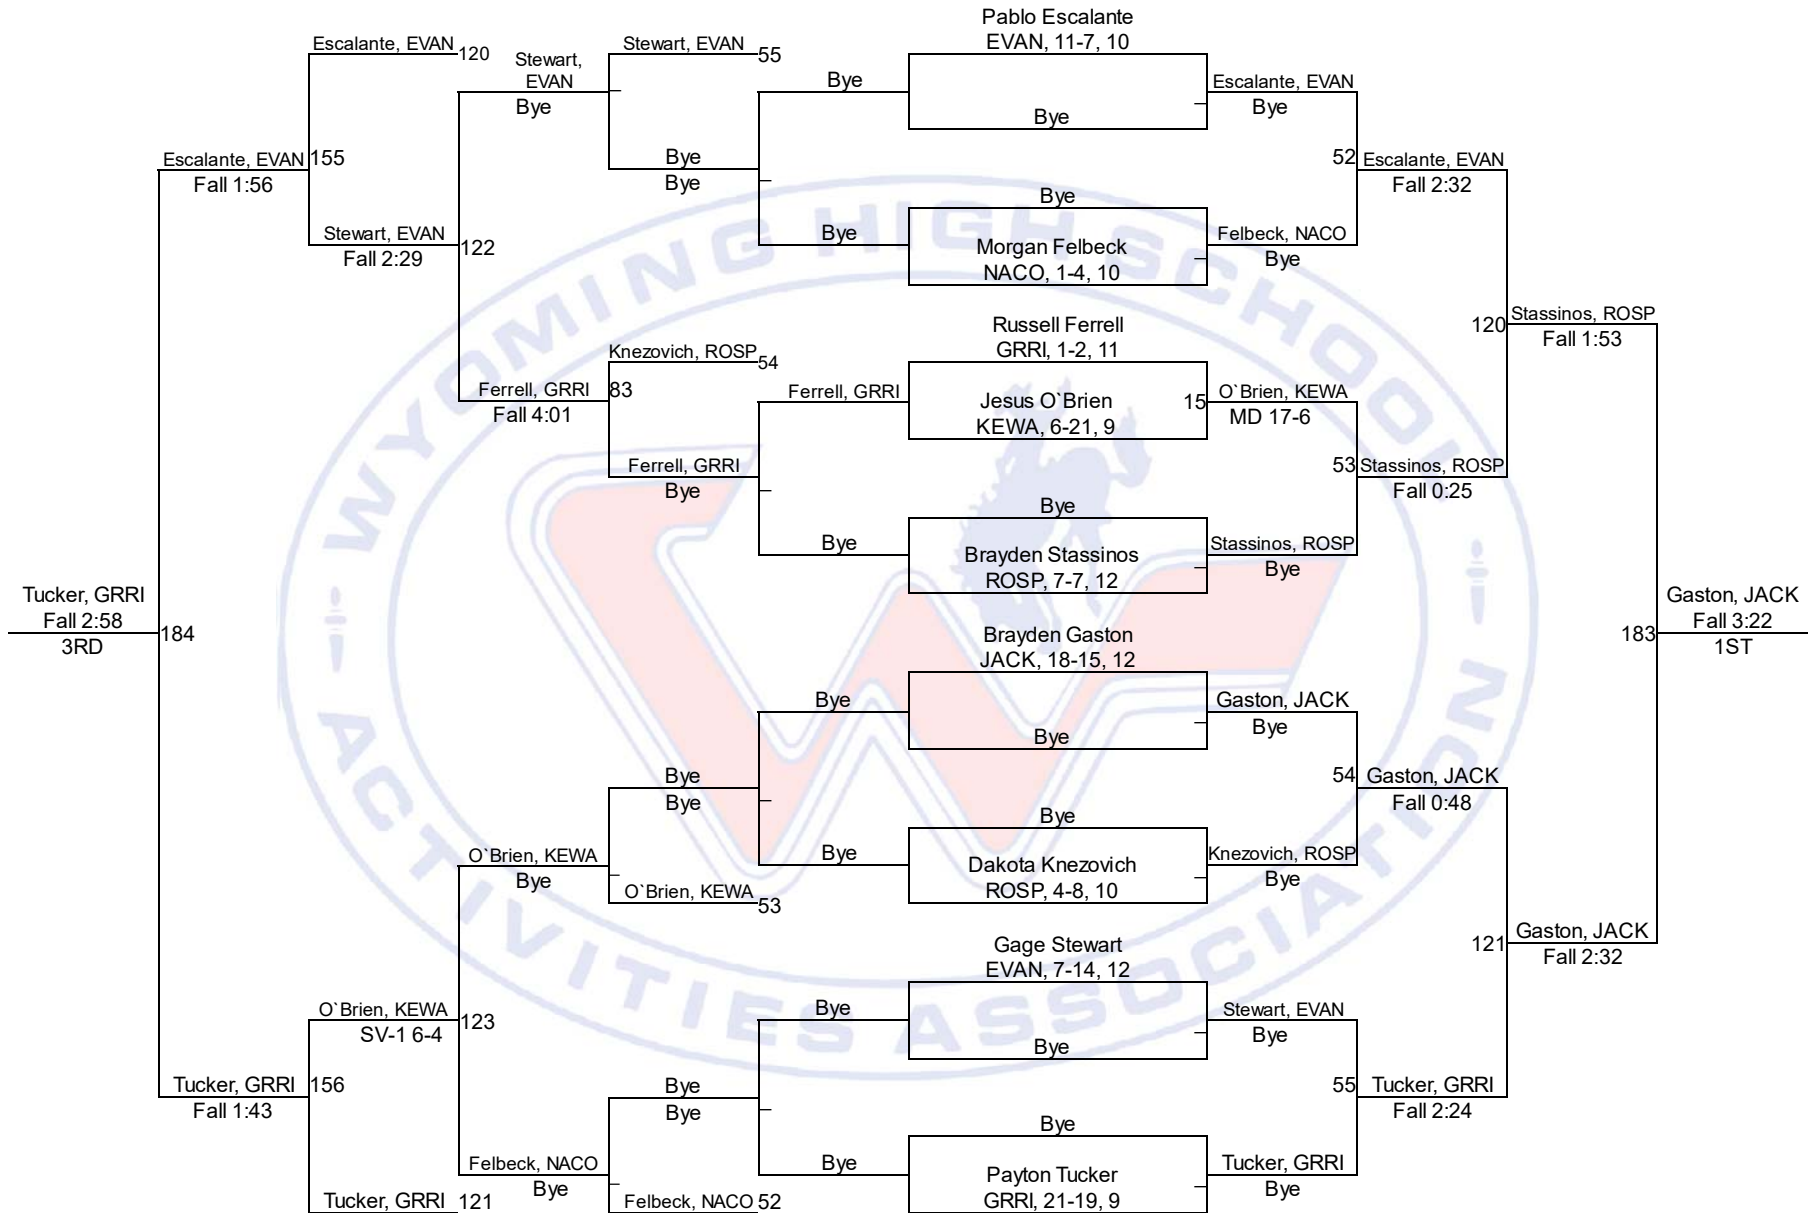 Pablo Escalante
EVAN, 11-7, 10
Escalante, EVAN
120
Stewart,
EVAN
Bye
Stewart, EVAN
55
Bye
Bye
Escalante, EVAN
Bye
Escalante, EVAN
155
Fall 1:56
Bye
Bye
52
Escalante, EVAN
Fall 2:32
Bye
Stewart, EVAN
122
Fall 2:29
Bye
Morgan Felbeck
NACO, 1-4, 10
Felbeck, NACO
Bye
Russell Ferrell
GRRI, 1-2, 11
120
Stassinos, ROSP
Fall 1:53
Knezovich, ROSP
54
Ferrell, GRRI
83
Fall 4:01
Ferrell, GRRI
Jesus O`Brien
KEWA, 6-21, 9
15
O`Brien, KEWA
MD 17-6
Ferrell, GRRI
Bye
53
Stassinos, ROSP
Fall 0:25
Bye
Bye
Brayden Stassinos
ROSP, 7-7, 12
Stassinos, ROSP
Bye
Tucker, GRRI
Fall 2:58
3RD
184
Brayden Gaston
JACK, 18-15, 12
183
Gaston, JACK
Fall 3:22
1ST
Bye
Bye
Gaston, JACK
Bye
Bye
Bye
54
Gaston, JACK
Fall 0:48
Bye
O`Brien, KEWA
Bye
Bye
Dakota Knezovich
ROSP, 4-8, 10
Knezovich, ROSP
Bye
O`Brien, KEWA
53
Gage Stewart
EVAN, 7-14, 12
121
Gaston, JACK
Fall 2:32
O`Brien, KEWA
123
SV-1 6-4
Bye
Bye
Stewart, EVAN
Bye
Tucker, GRRI
156
Fall 1:43
Bye
Bye
55
Tucker, GRRI
Fall 2:24
Bye
Felbeck, NACO
Bye
Bye
Payton Tucker
GRRI, 21-19, 9
Tucker, GRRI
Bye
Tucker, GRRI
121
Felbeck, NACO
52
WYOMING HIGH SCHOOL
ACTIVITIES ASSOCIATION
W